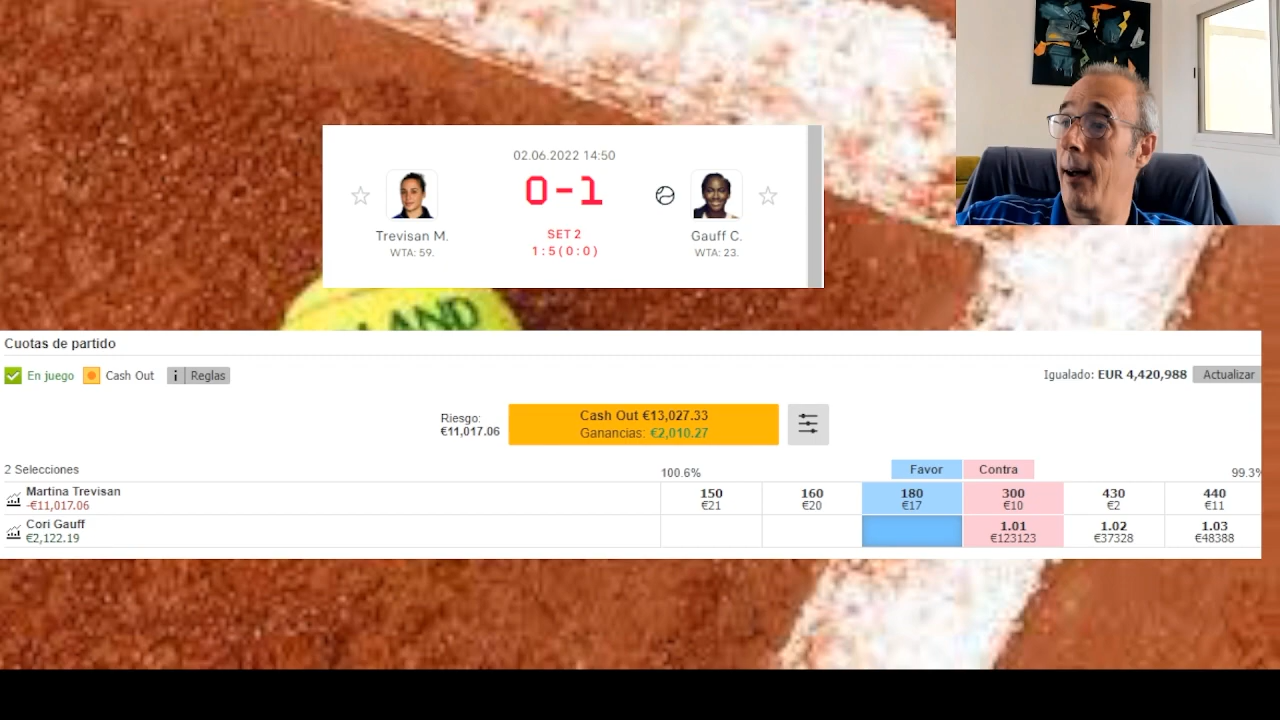 02.06.2022 14:50
0-1
Trevisan M.
WTA: 59.
SET 2
1:5(0:0)
Gauff C.
WTA: 23.
LAND
Cuotas de partido
En juego Cash Out i Reglas
Igualado: EUR 4,420,988 Actualizar
Riesgo:
€11,017.06
Cash Out €13,027.33
Ganancias: €2,010.27
2 Selecciones
100.6% Favor Contra 99.3%
Martina Trevisan
-€11,017.06
150 160 180 300 430 440
€21 €20 €17 €10 €2 €11
Cori Gauff
€2,122.19
1.01 1.02 1.03
€123123 €37328 €48388